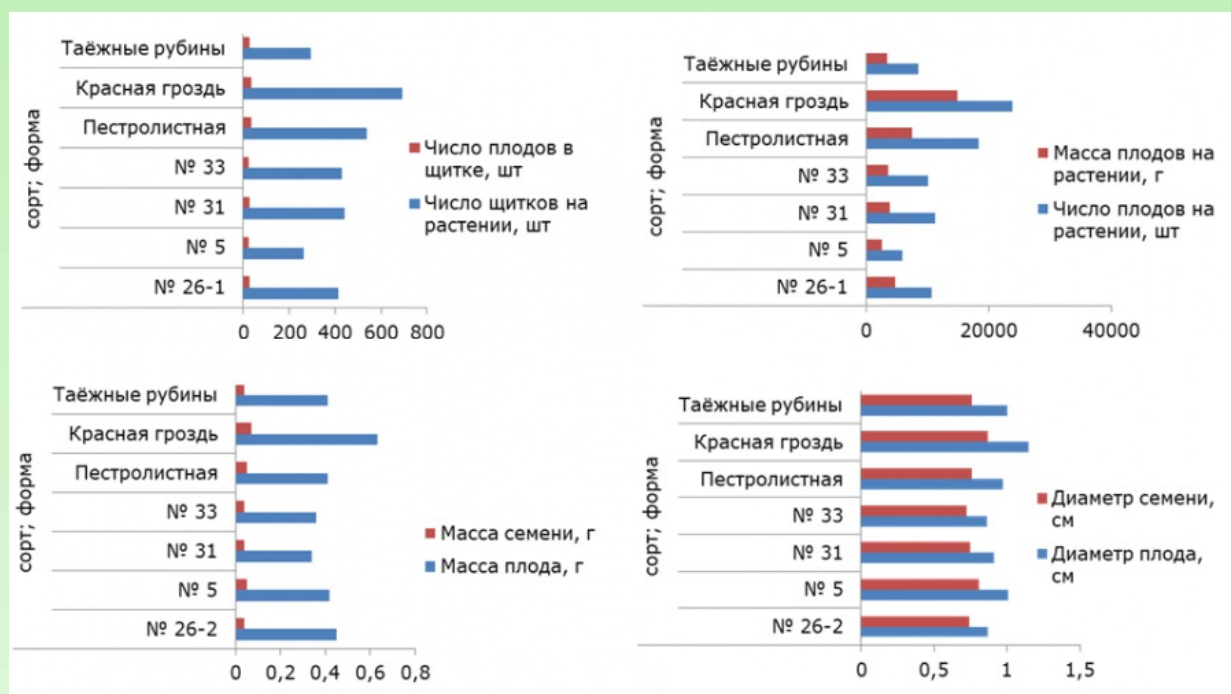 Таёжные рубины
Красная гроздь
Пестролистная
№ 33
№ 31
№ 5
№ 26-1
сорт; форма
0 200 400 600 800
Число плодов в
щитке, шт
Число щитков на
растении, шт
Таёжные рубины
Красная гроздь
Пестролистная
№ 33
№ 31
№ 5
№ 26-1
сорт; форма
0 20000 40000
Масса плодов на
растении, г
Число плодов на
растении, шт
Таёжные рубины
Красная гроздь
Пестролистная
№ 33
№ 31
№ 5
№ 26-2
сорт; форма
0 0,2 0,4 0,6 0,8
Масса семени, г
Масса плода, г
Таёжные рубины
Красная гроздь
Пестролистная
№ 33
№ 31
№ 5
№ 26-2
сорт; форма
0 0,5 1 1,5
Диаметр семени,
см
Диаметр плода,
см